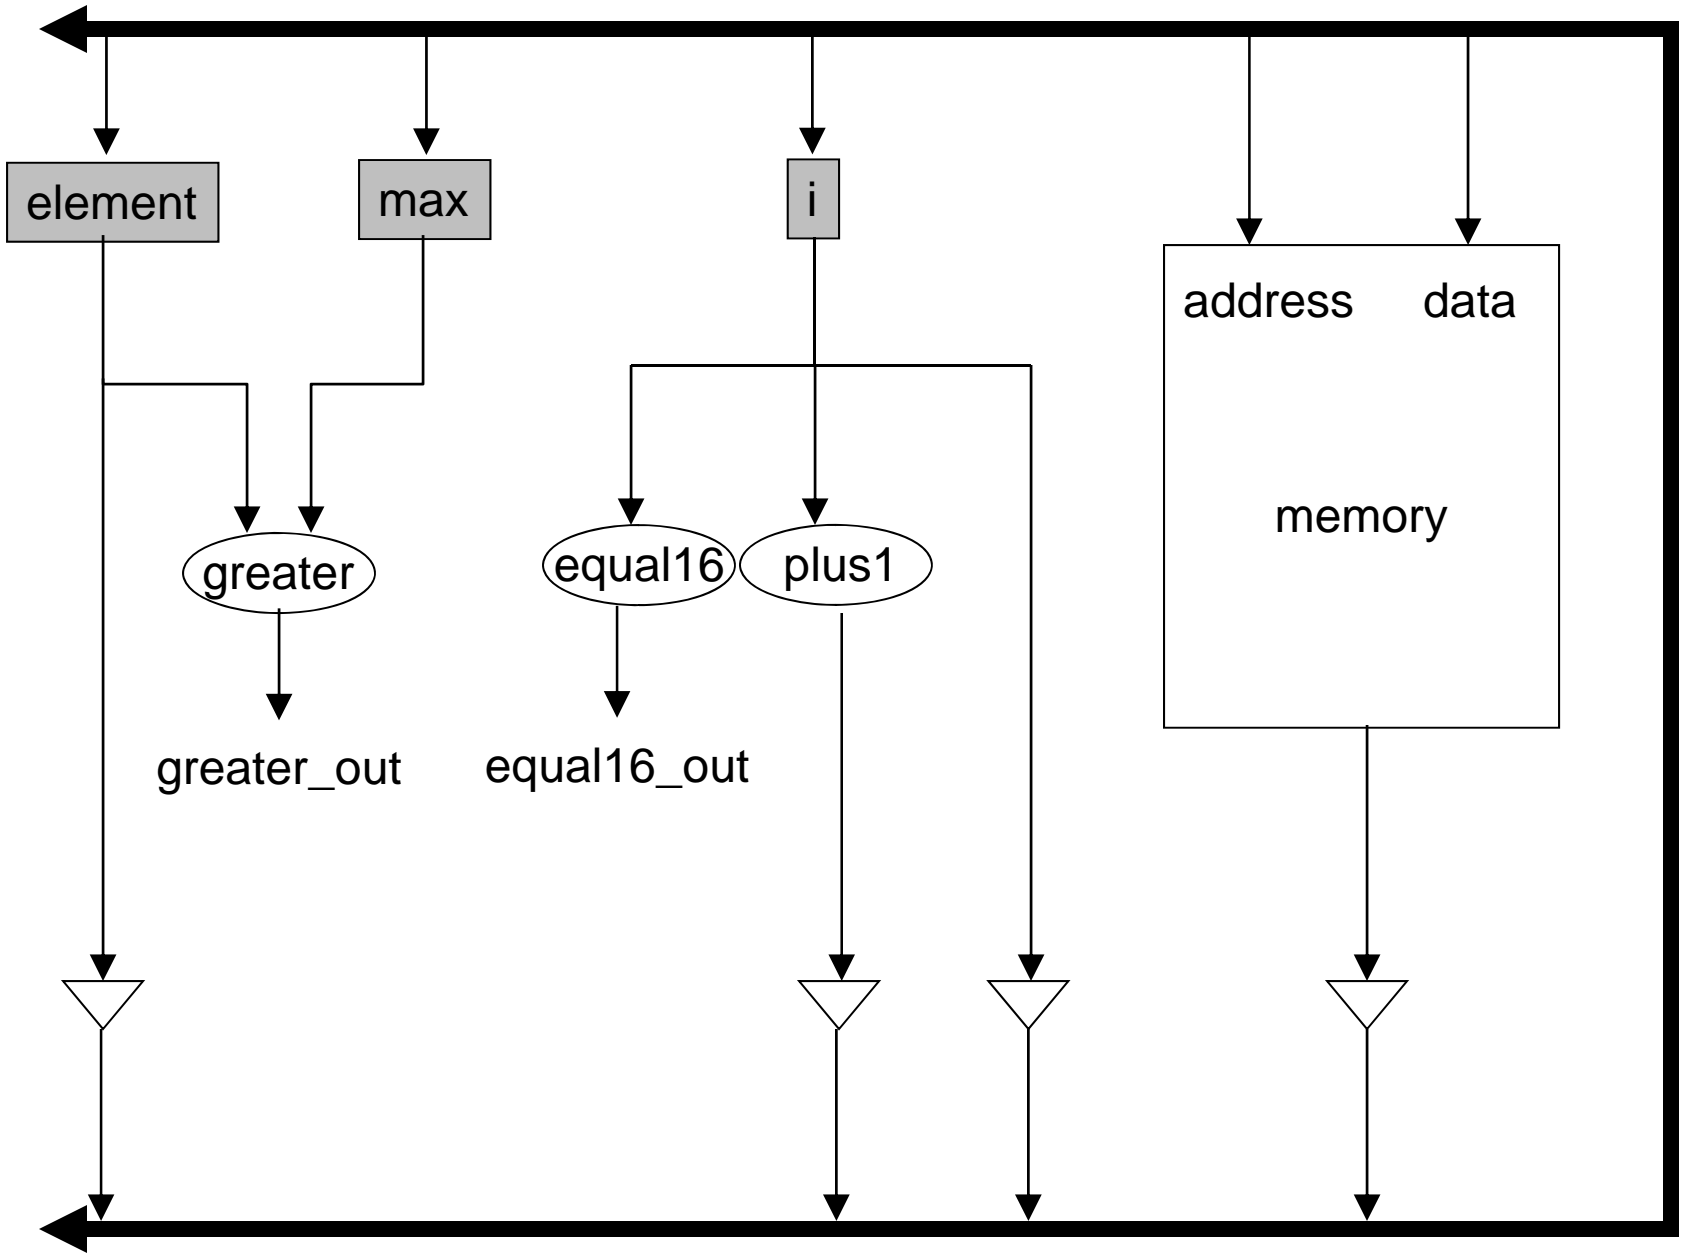 element
max
i
address
data
memory
greater
equal16
plus1
greater_out
equal16_out